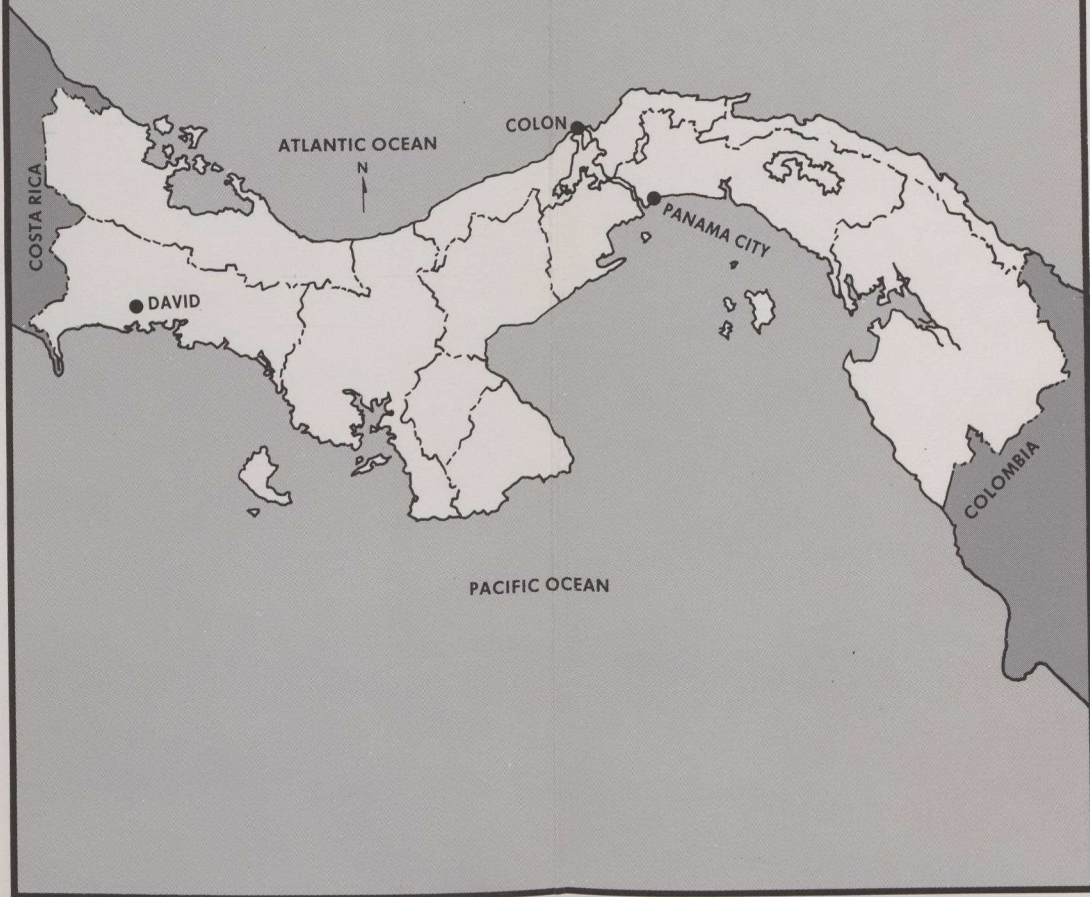 COLON
ATLANTIC OCEAN
N
COSTA RICA
PANAMA CITY
DAVID
COLOMBIA
PACIFIC OCEAN